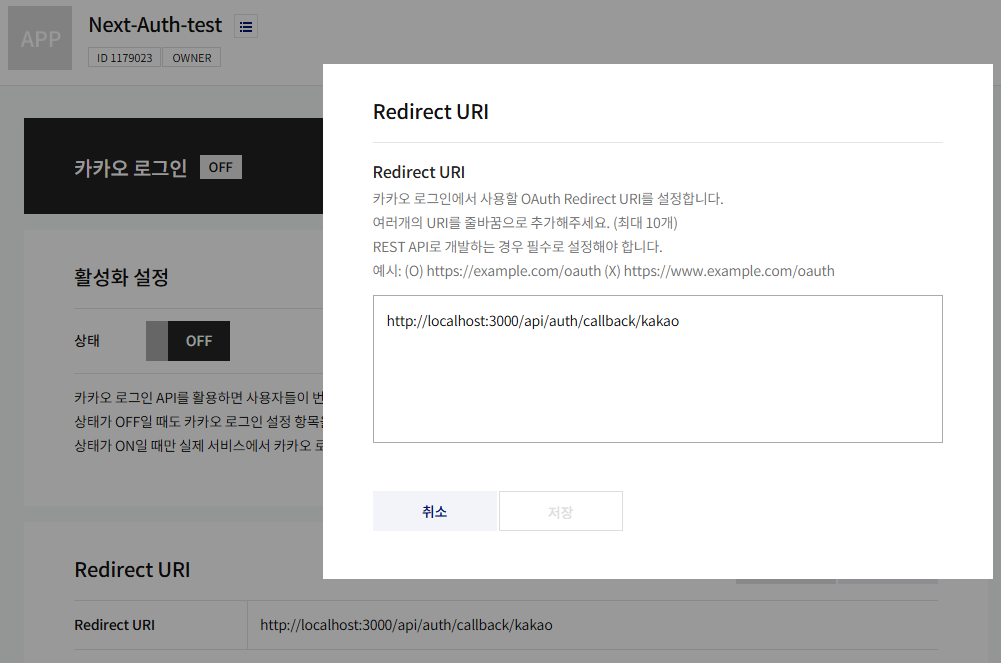 APP
Next-Auth-test
ID 1179023
OWNER
카카오 로그인
OFF
활성화 설정
상태
OFF
카카오 로그인 API를 활용하면 사용자들이 번
상태가 OFF일 때도 카카오 로그인 설정 항목을
상태가 ON일 때만 실제 서비스에서 카카오 로
Redirect URI
Redirect URI
http://localhost:3000/api/auth/callback/kakao
Redirect URI
Redirect URI
카카오 로그인에서 사용할 OAuth Redirect URI를 설정합니다.
여러개의 URI를 줄바꿈으로 추가해주세요. (최대 10개)
REST API로 개발하는 경우 필수로 설정해야 합니다.
예시: (O) https://example.com/oauth (X) https://www.example.com/oauth
http://localhost:3000/api/auth/callback/kakao
취소
저장